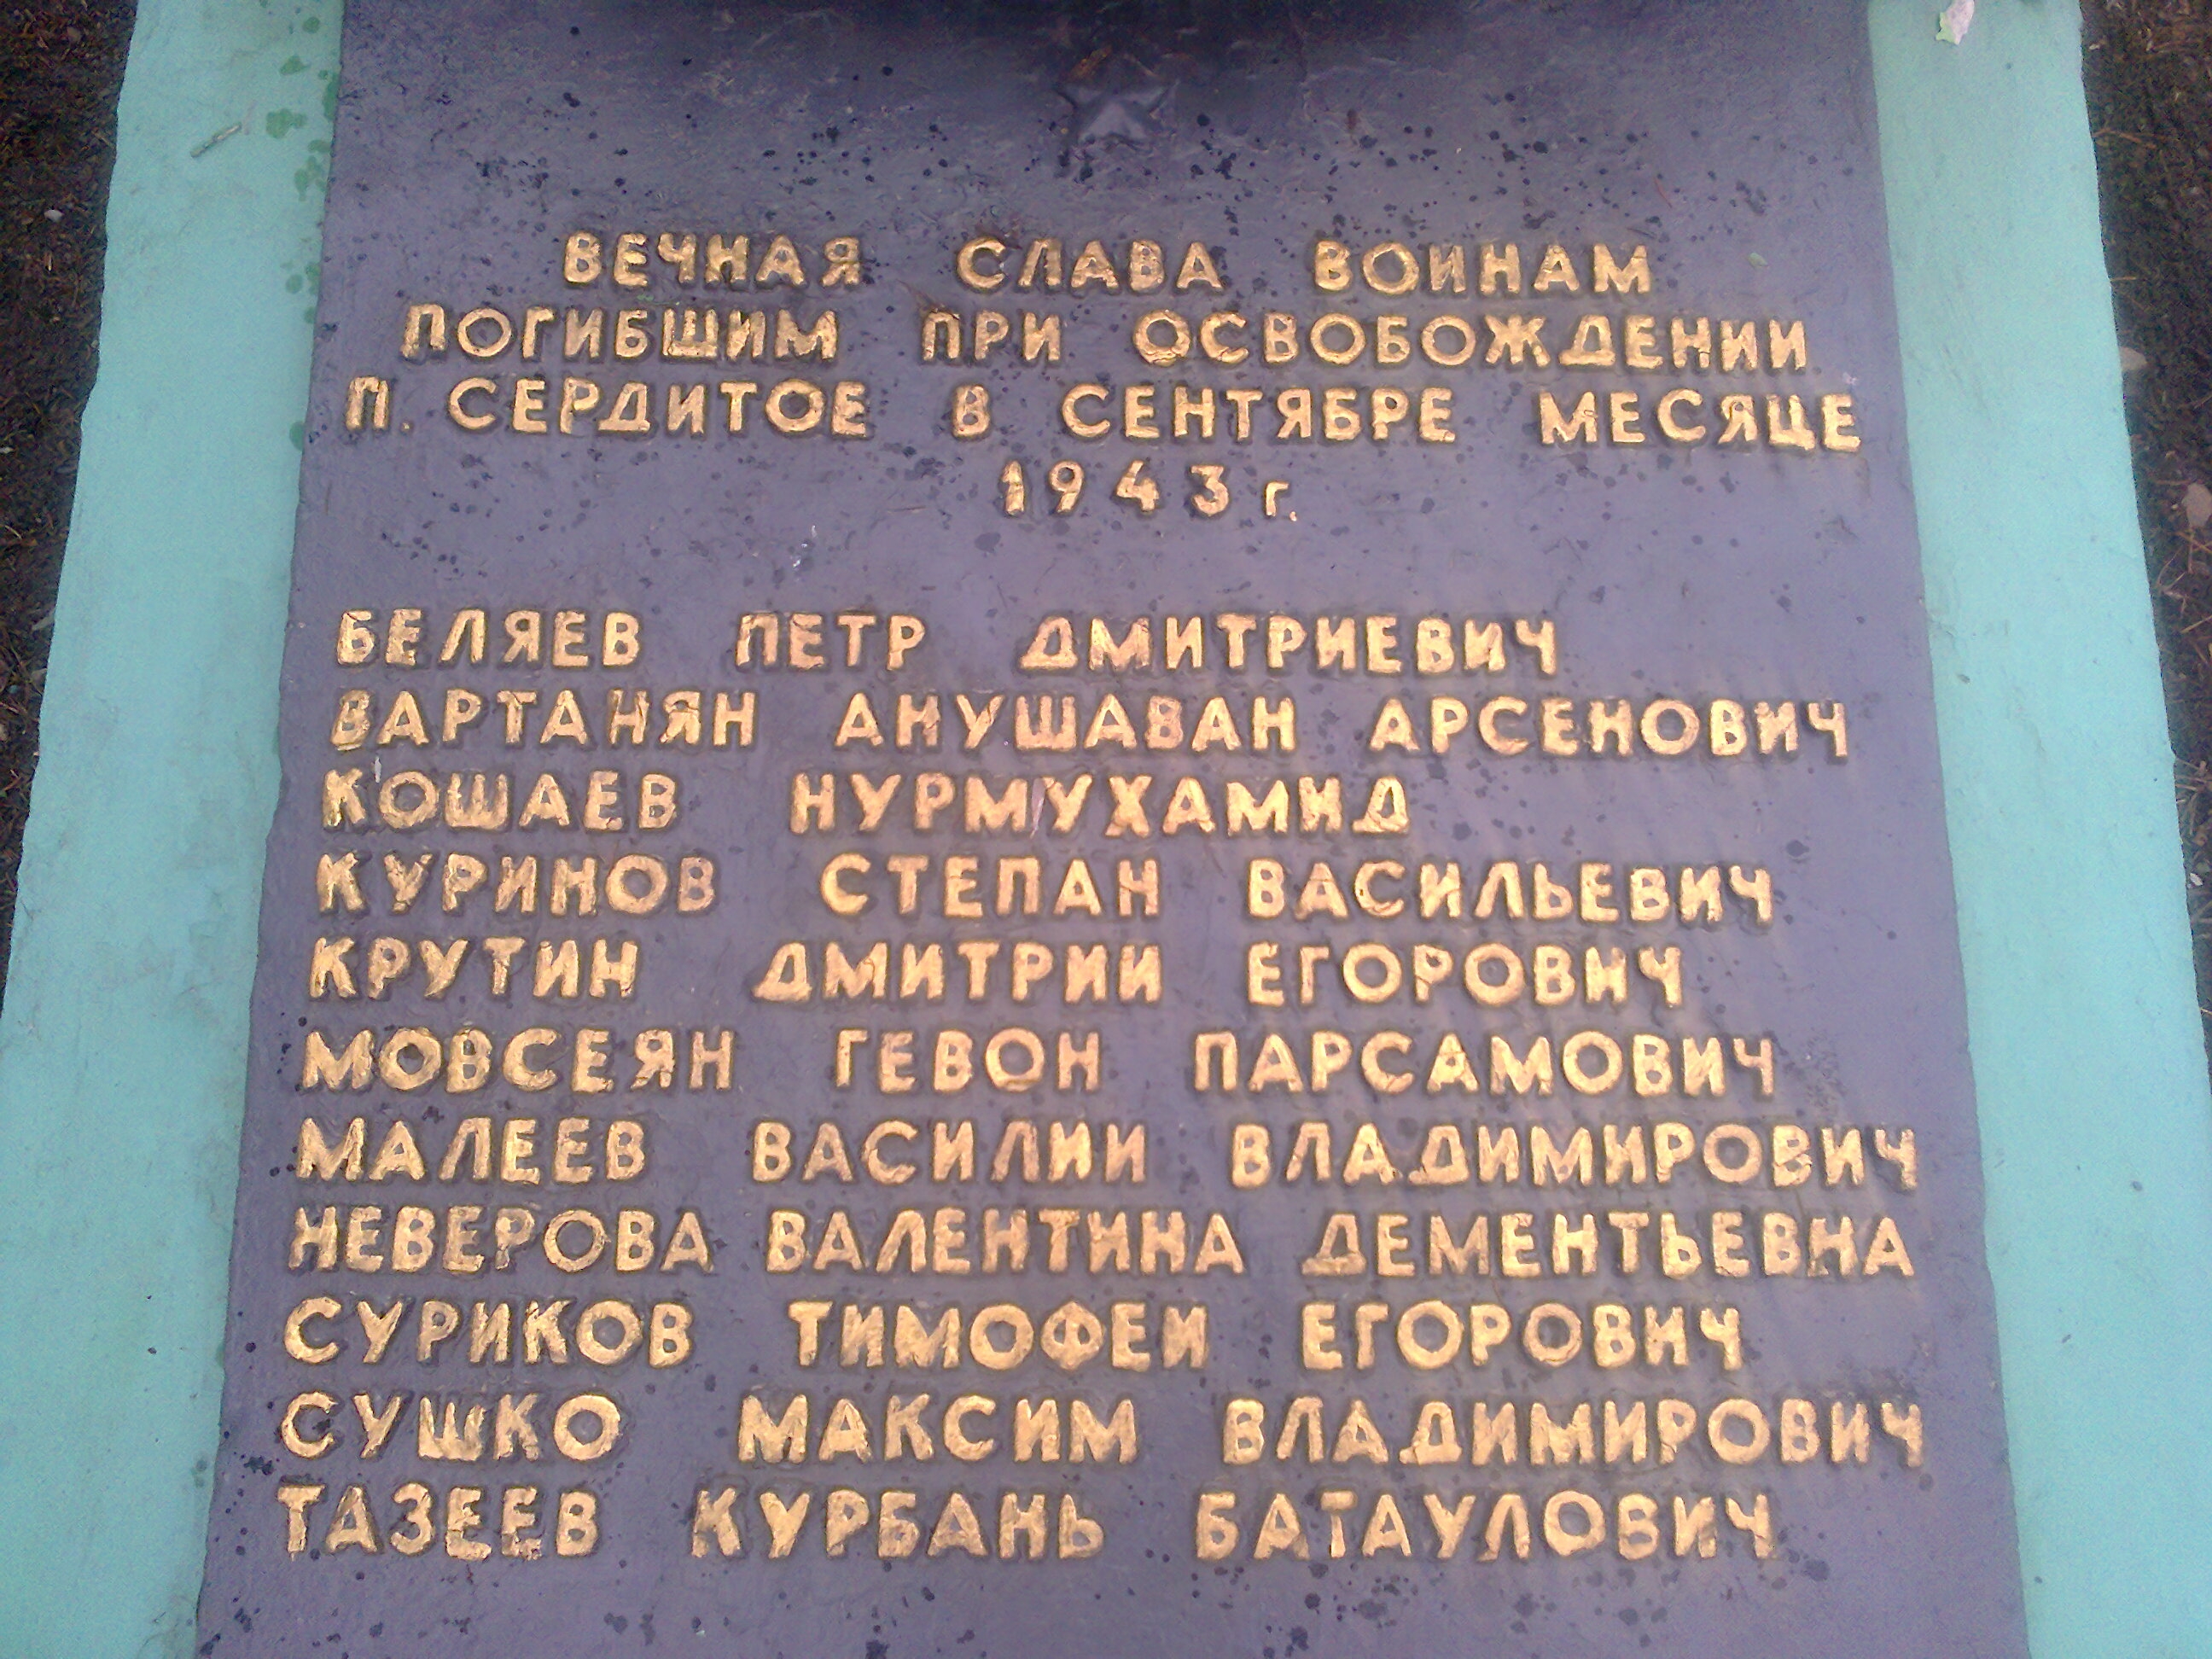 ВЕЧНАЯ СЛАВА ВОИНАМ
ПОГИБШИМ ПРИ ОСВОБОЖДЕНИИ
П. СЕРДИТОЕ В СЕНТЯБРЕ МЕСЯЦЕ
1943 г.
БЕЛЯЕВ ПЕТР ДМИТРИЕВИЧ
ВАРТАНЯН АНУШАВАН АРСЕНОВИЧ
КОШАЕВ НУРМУХАМИД
КУРИНОВ СТЕПАН ВАСИЛЬЕВИЧ
КРУТИН ДМИТРИИ ЕГОРОВИЧ
МОВСЕЯН ГЕВОН ПАРСАМОВИЧ
МАЛЕЕВ ВАСИЛИИ ВЛАДИМИРОВИЧ
НЕВЕРОВА ВАЛЕНТИНА ДЕМЕНТЬЕВНА
СУРИКОВ ТИМОФЕИ ЕГОРОВИЧ
СУШКО МАКСИМ ВЛАДИМИРОВИЧ
ТАЗЕЕВ КУРБАНЬ БАТАУЛОВИЧ